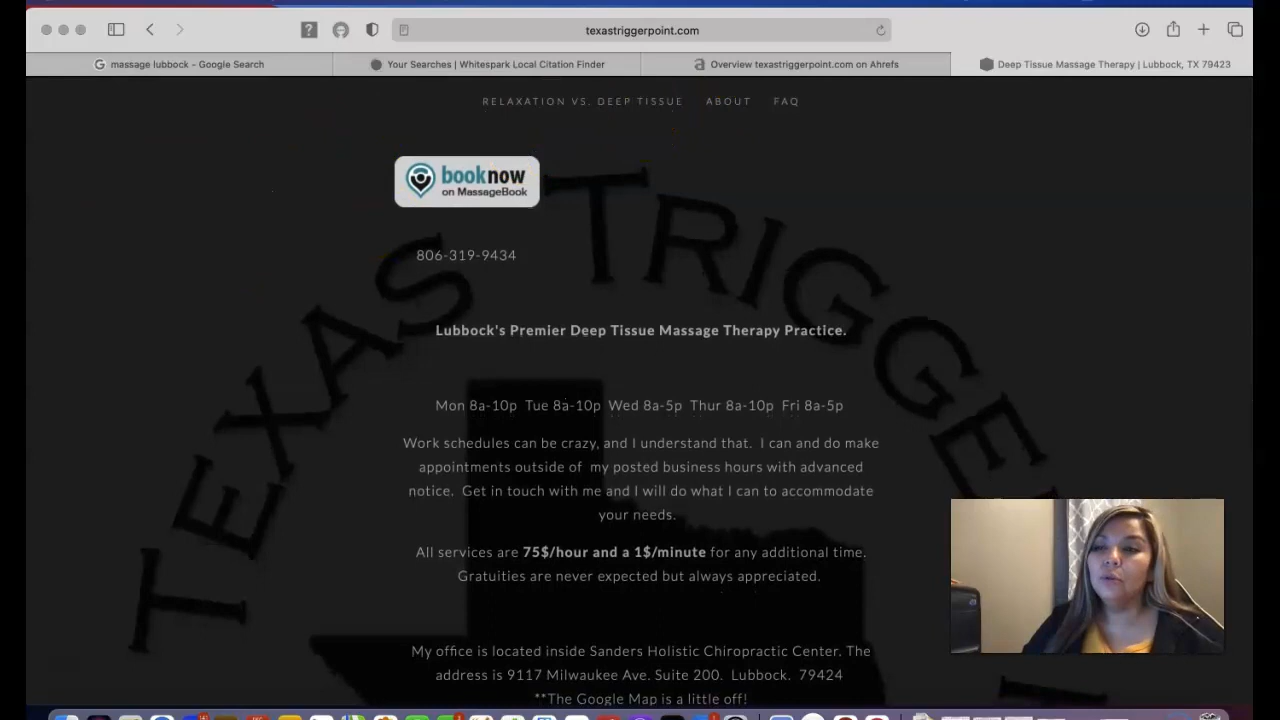 texastriggerpoint.com
massage lubbock - Google Search
Your Searches | Whitespark Local Citation Finder
Overview texastriggerpoint.com on Ahrefs
Deep Tissue Massage Therapy | Lubbock, TX 79423
RELAXATION VS. DEEP TISSUE ABOUT FAQ
booknow
on MassageBook
TEXAS TRIGGE
806-319-9434
Lubbock's Premier Deep Tissue Massage Therapy Practice.
Mon 8a-10p Tue 8a-10p Wed 8a-5p Thur 8a-10p Fri 8a-5p
Work schedules can be crazy, and I understand that. I can and do make
appointments outside of my posted business hours with advanced
notice. Get in touch with me and I will do what I can to accommodate
your needs.
All services are 75$/hour and a 1$/minute for any additional time.
Gratuities are never expected but always appreciated.
My office is located inside Sanders Holistic Chiropractic Center. The
address is 9117 Milwaukee Ave. Suite 200. Lubbock. 79424
**The Google Map is a little off!